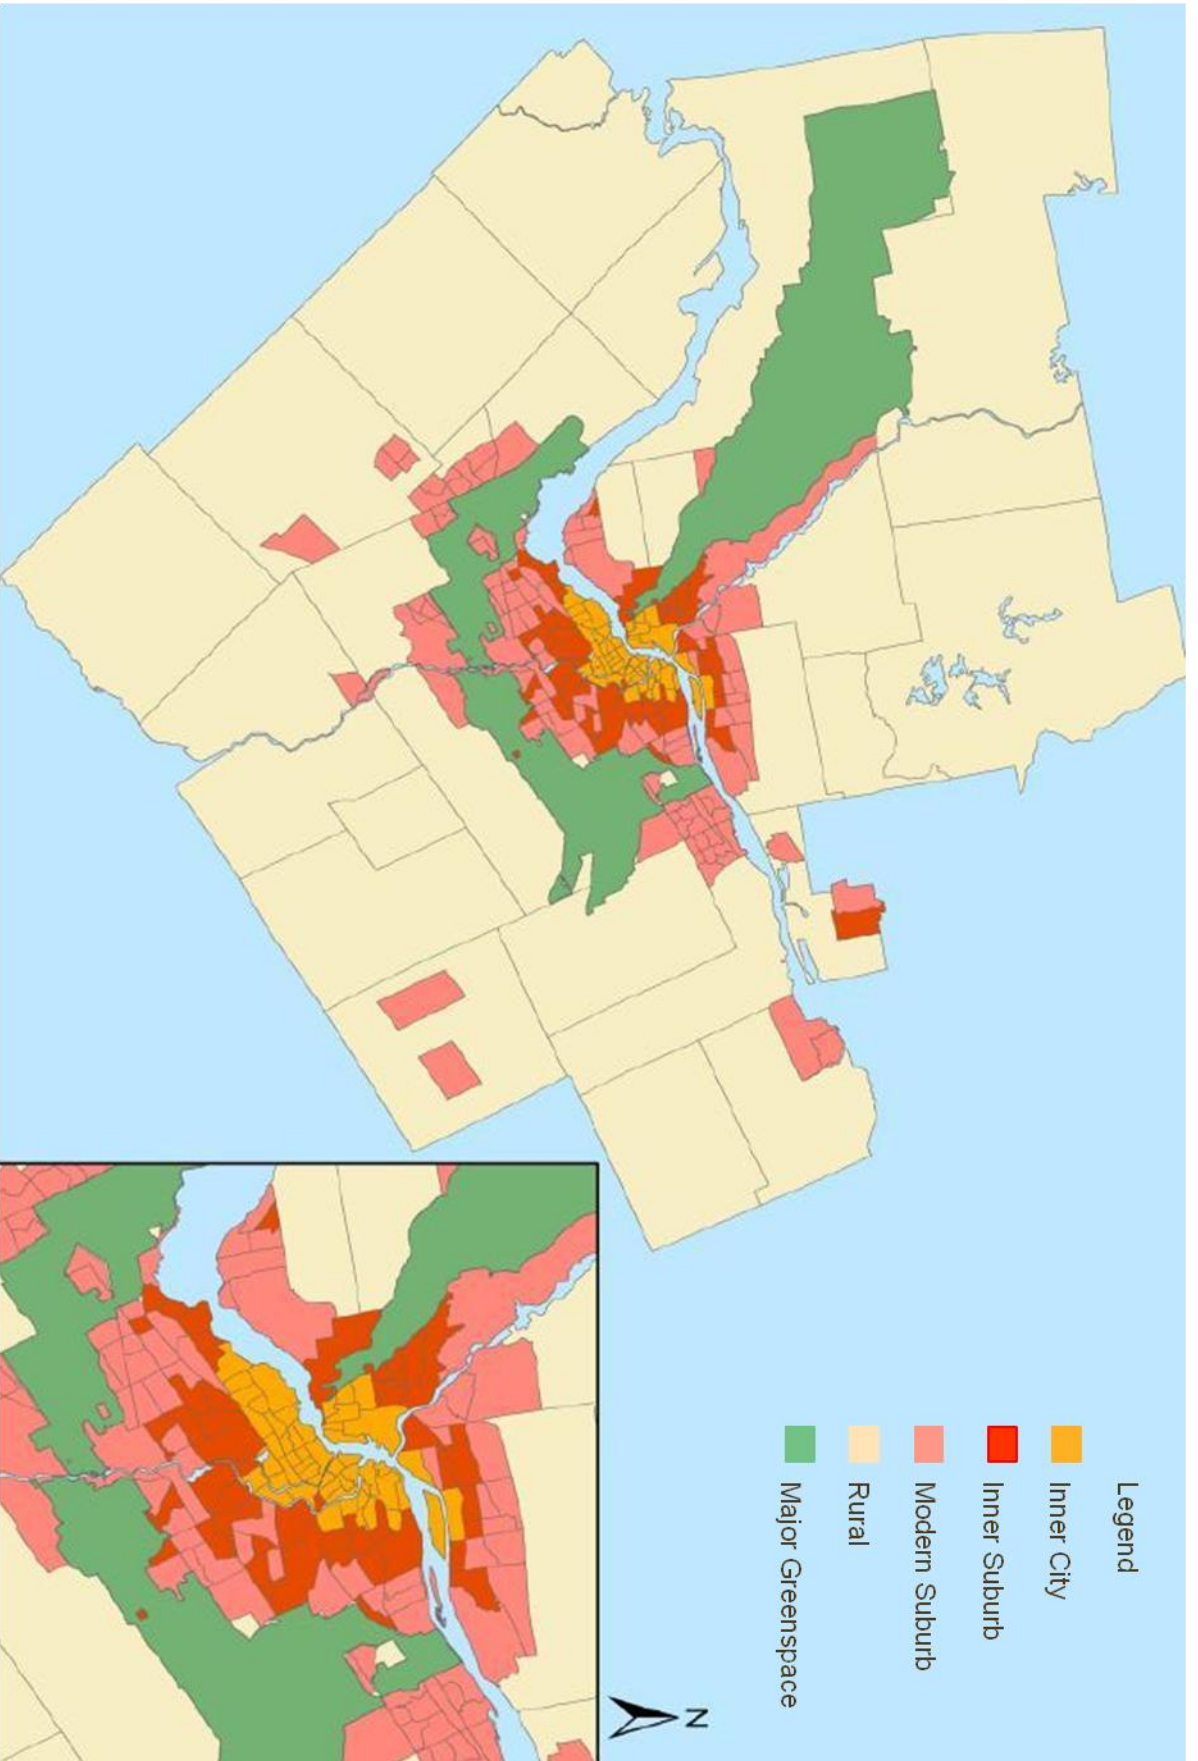 Legend
Inner City
Inner Suburb
Modern Suburb
Rural
Major Greenspace
N